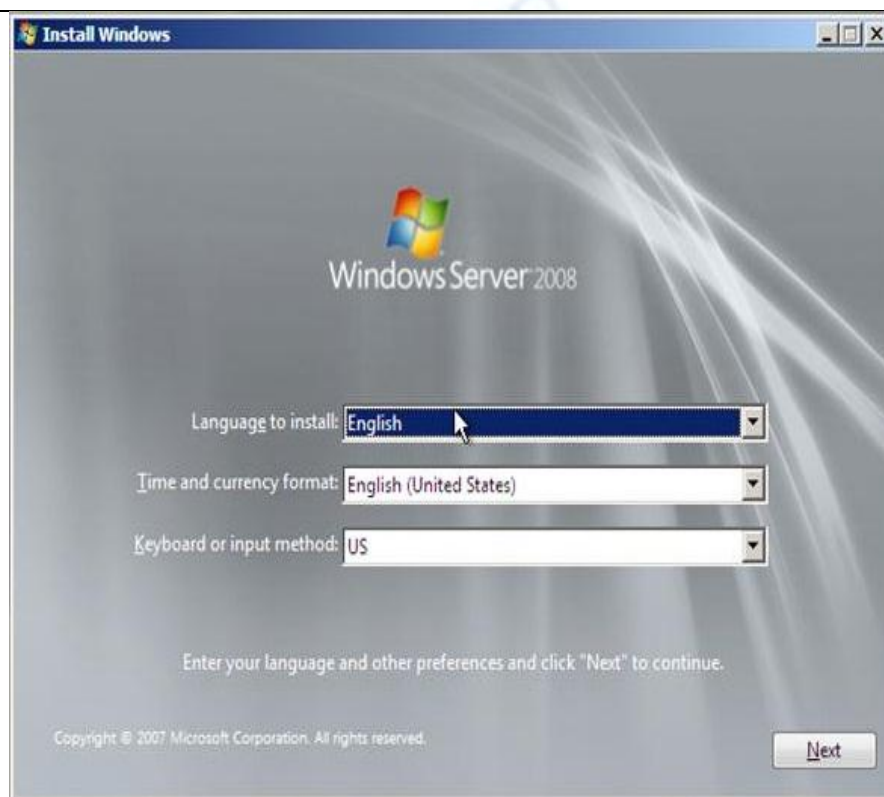 Install Windows
Windows Server 2008
Language to install: English
Time and currency format: English (United States)
Keyboard or input method: US
Enter your language and other preferences and click "Next" to continue.
Copyright © 2007 Microsoft Corporation. All rights reserved.
Next